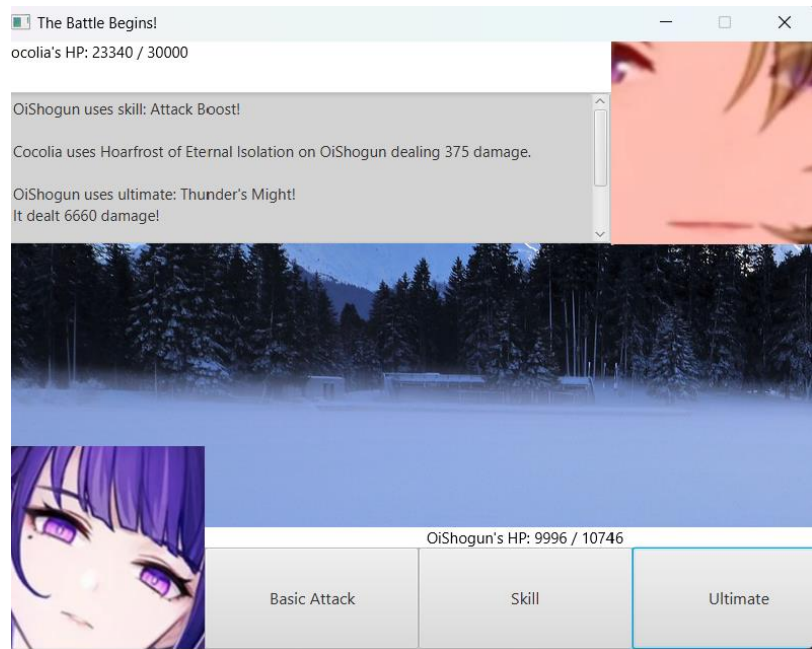 The Battle Begins!
ocolia's HP: 23340 / 30000
OiShogun uses skill: Attack Boost!
Cocolia uses Hoarfrost of Eternal Isolation on OiShogun dealing 375 damage.
OiShogun uses ultimate: Thunder's Might!
It dealt 6660 damage!
OiShogun's HP: 9996 / 10746
Basic Attack
Skill
Ultimate